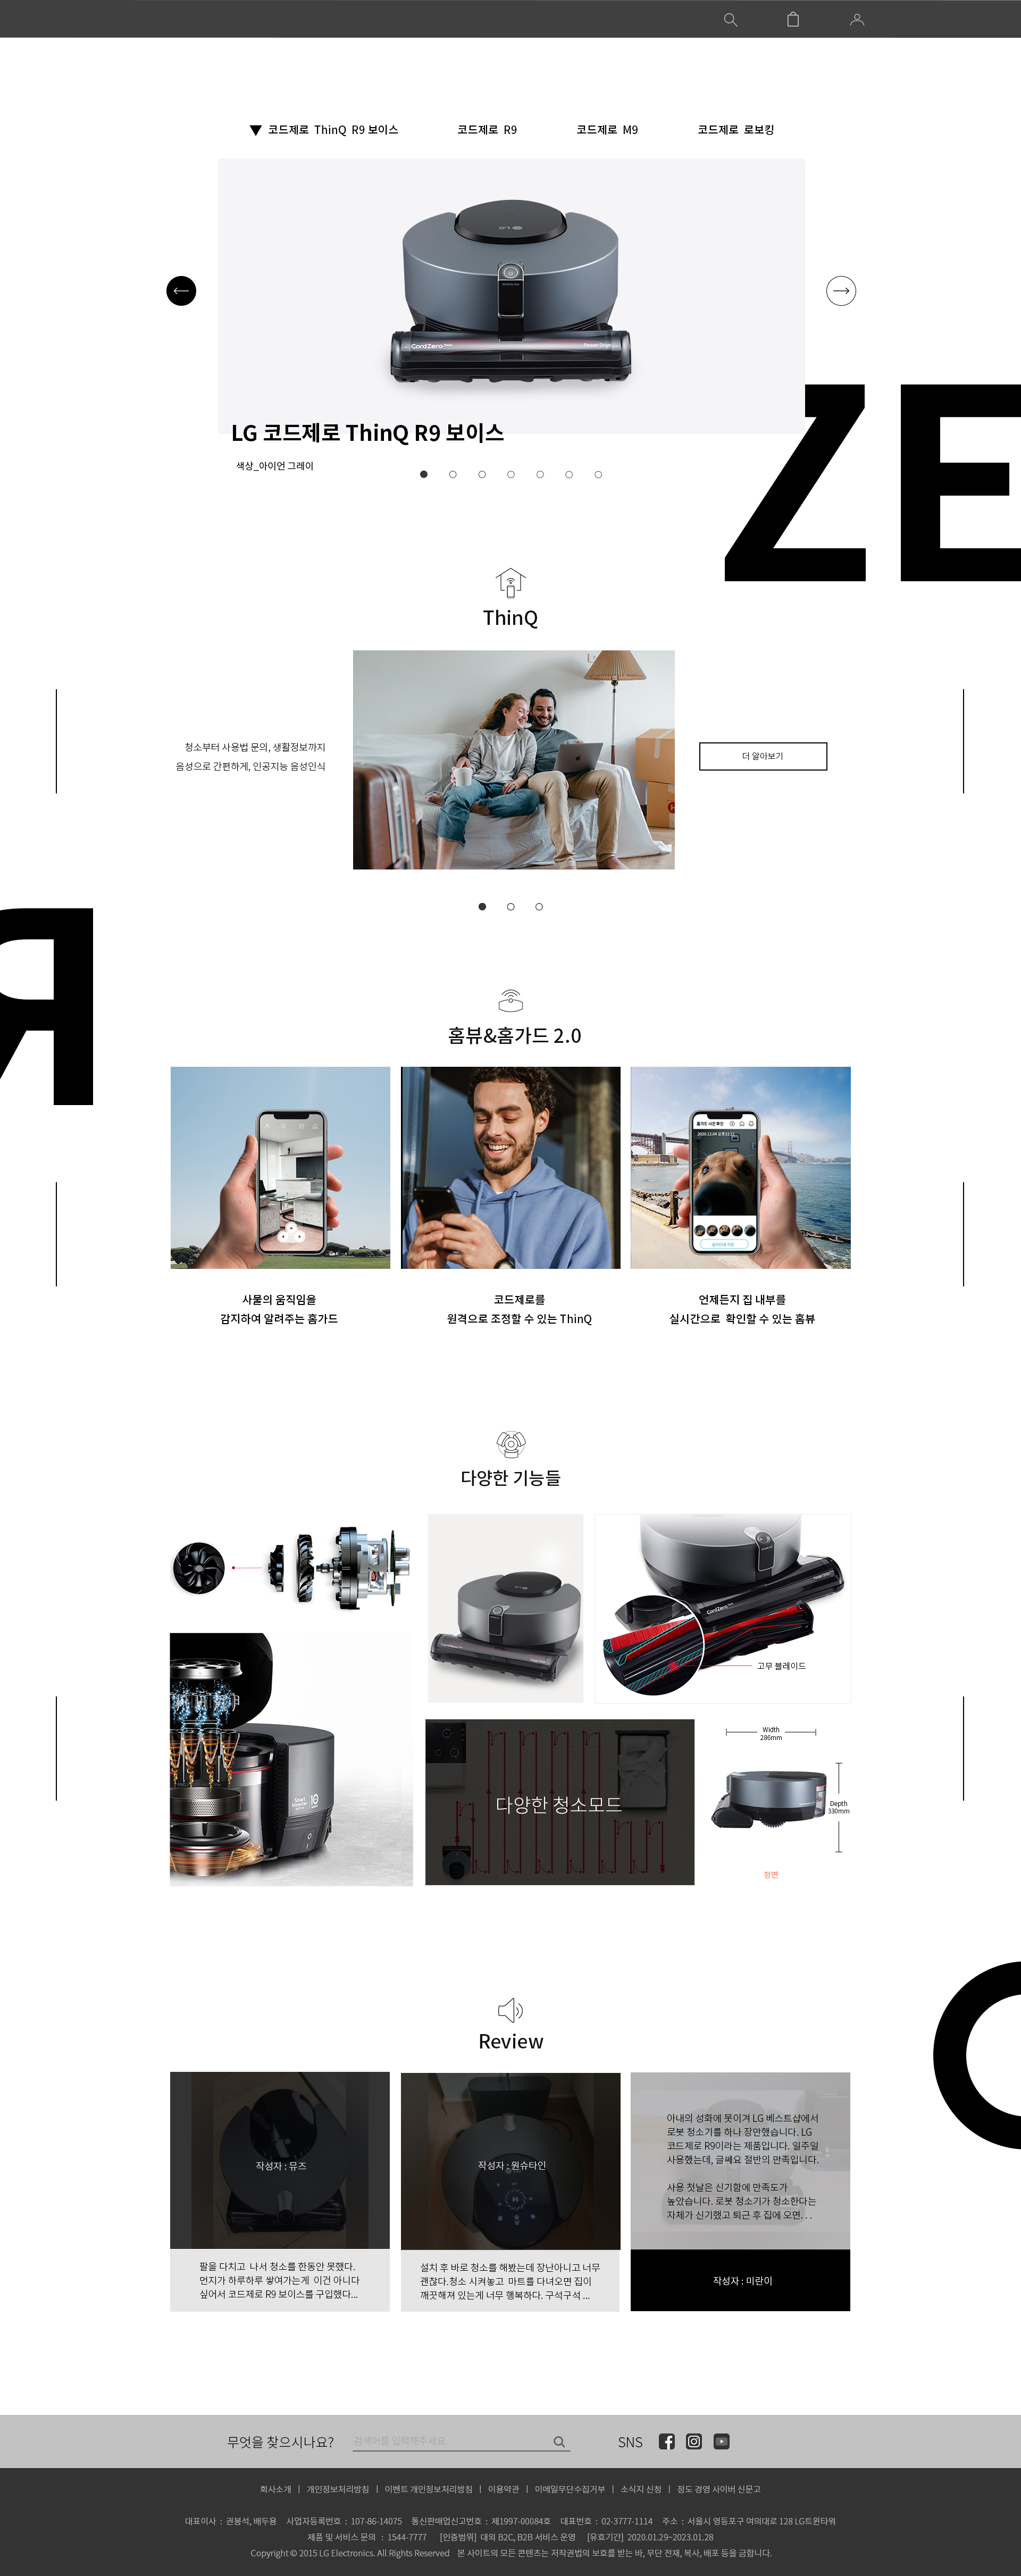 ▼ 코드제로 ThinQ R9 보이스
코드제로 R9
코드제로 M9
코드제로 로보킹
LG
CordZero
Power Drive
LG 코드제로 ThinQ R9 보이스
색상_아이언 그레이
ZE
ThinQ
청소부터 사용법 문의, 생활정보까지
음성으로 간편하게, 인공지능 음성인식
더 알아보기
R
홈뷰&홈가드 2.0
사물의 움직임을
감지하여 알려주는 홈가드
코드제로를
원격으로 조정할 수 있는 ThinQ
언제든지 집 내부를
실시간으로 확인할 수 있는 홈뷰
다양한 기능들
CordZero
고무 블레이드
Smart
Inverter
10
다양한 청소모드
Width
286mm
Depth
330mm
정면
O
Review
작성자 : 뮤즈
팔을 다치고 나서 청소를 한동안 못했다.
먼지가 하루하루 쌓여가는게 이건 아니다
싶어서 코드제로 R9 보이스를 구입했다...
작성자 : 원슈타인
설치 후 바로 청소를 해봤는데 장난아니고 너무
괜찮다.청소 시켜놓고 마트를 다녀오면 집이
깨끗해져 있는게 너무 행복하다. 구석구석 ...
아내의 성화에 못이겨 LG 베스트샵에서
로봇 청소기를 하나 장만했습니다. LG
코드제로 R9이라는 제품입니다. 일주일
사용했는데, 글쎄요 절반의 만족입니다.
사용 첫날은 신기함에 만족도가
높았습니다. 로봇 청소기가 청소한다는
자체가 신기했고 퇴근 후 집에 오면. . .
작성자 : 미란이
무엇을 찾으시나요?
검색어를 입력해주세요.
SNS
회사소개 | 개인정보처리방침 | 이벤트 개인정보처리방침 | 이용약관 | 이메일무단수집거부 | 소식지 신청 | 정도 경영 사이버 신문고
대표이사 : 권봉석, 배두용 사업자등록번호 : 107-86-14075 통신판매업신고번호 : 제1997-00084호 대표번호 : 02-3777-1114 주소 : 서울시 영등포구 여의대로 128 LG트윈타워
제품 및 서비스 문의 : 1544-7777 [인증범위] 대외 B2C, B2B 서비스 운영 [유효기간] 2020.01.29~2023.01.28
Copyright © 2015 LG Electronics. All Rights Reserved 본 사이트의 모든 콘텐츠는 저작권법의 보호를 받는 바, 무단 전재, 복사, 배포 등을 금합니다.